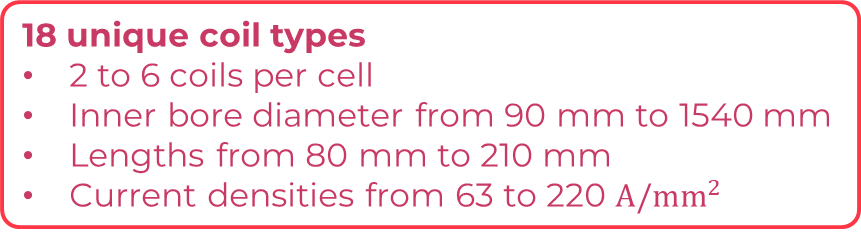 18 unique coil types
• 2 to 6 coils per cell
• Inner bore diameter from 90 mm to 1540 mm
• Lengths from 80 mm to 210 mm
• Current densities from 63 to 220 A/mm²